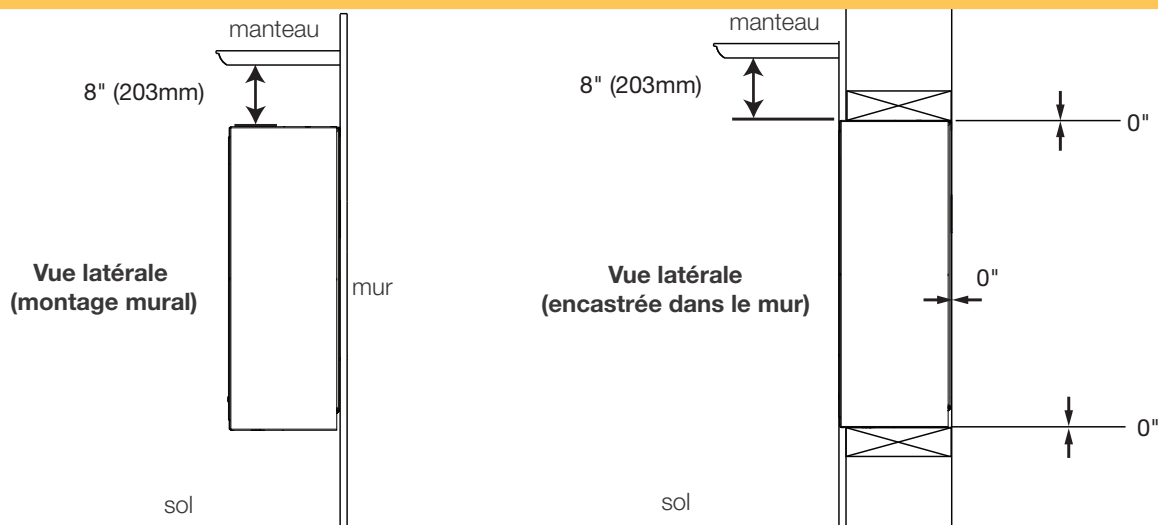 manteau
8" (203mm)
Vue latérale
(montage mural)
mur
sol
manteau
8" (203mm)
0"
Vue latérale
(encastrée dans le mur)
0"
0"
sol